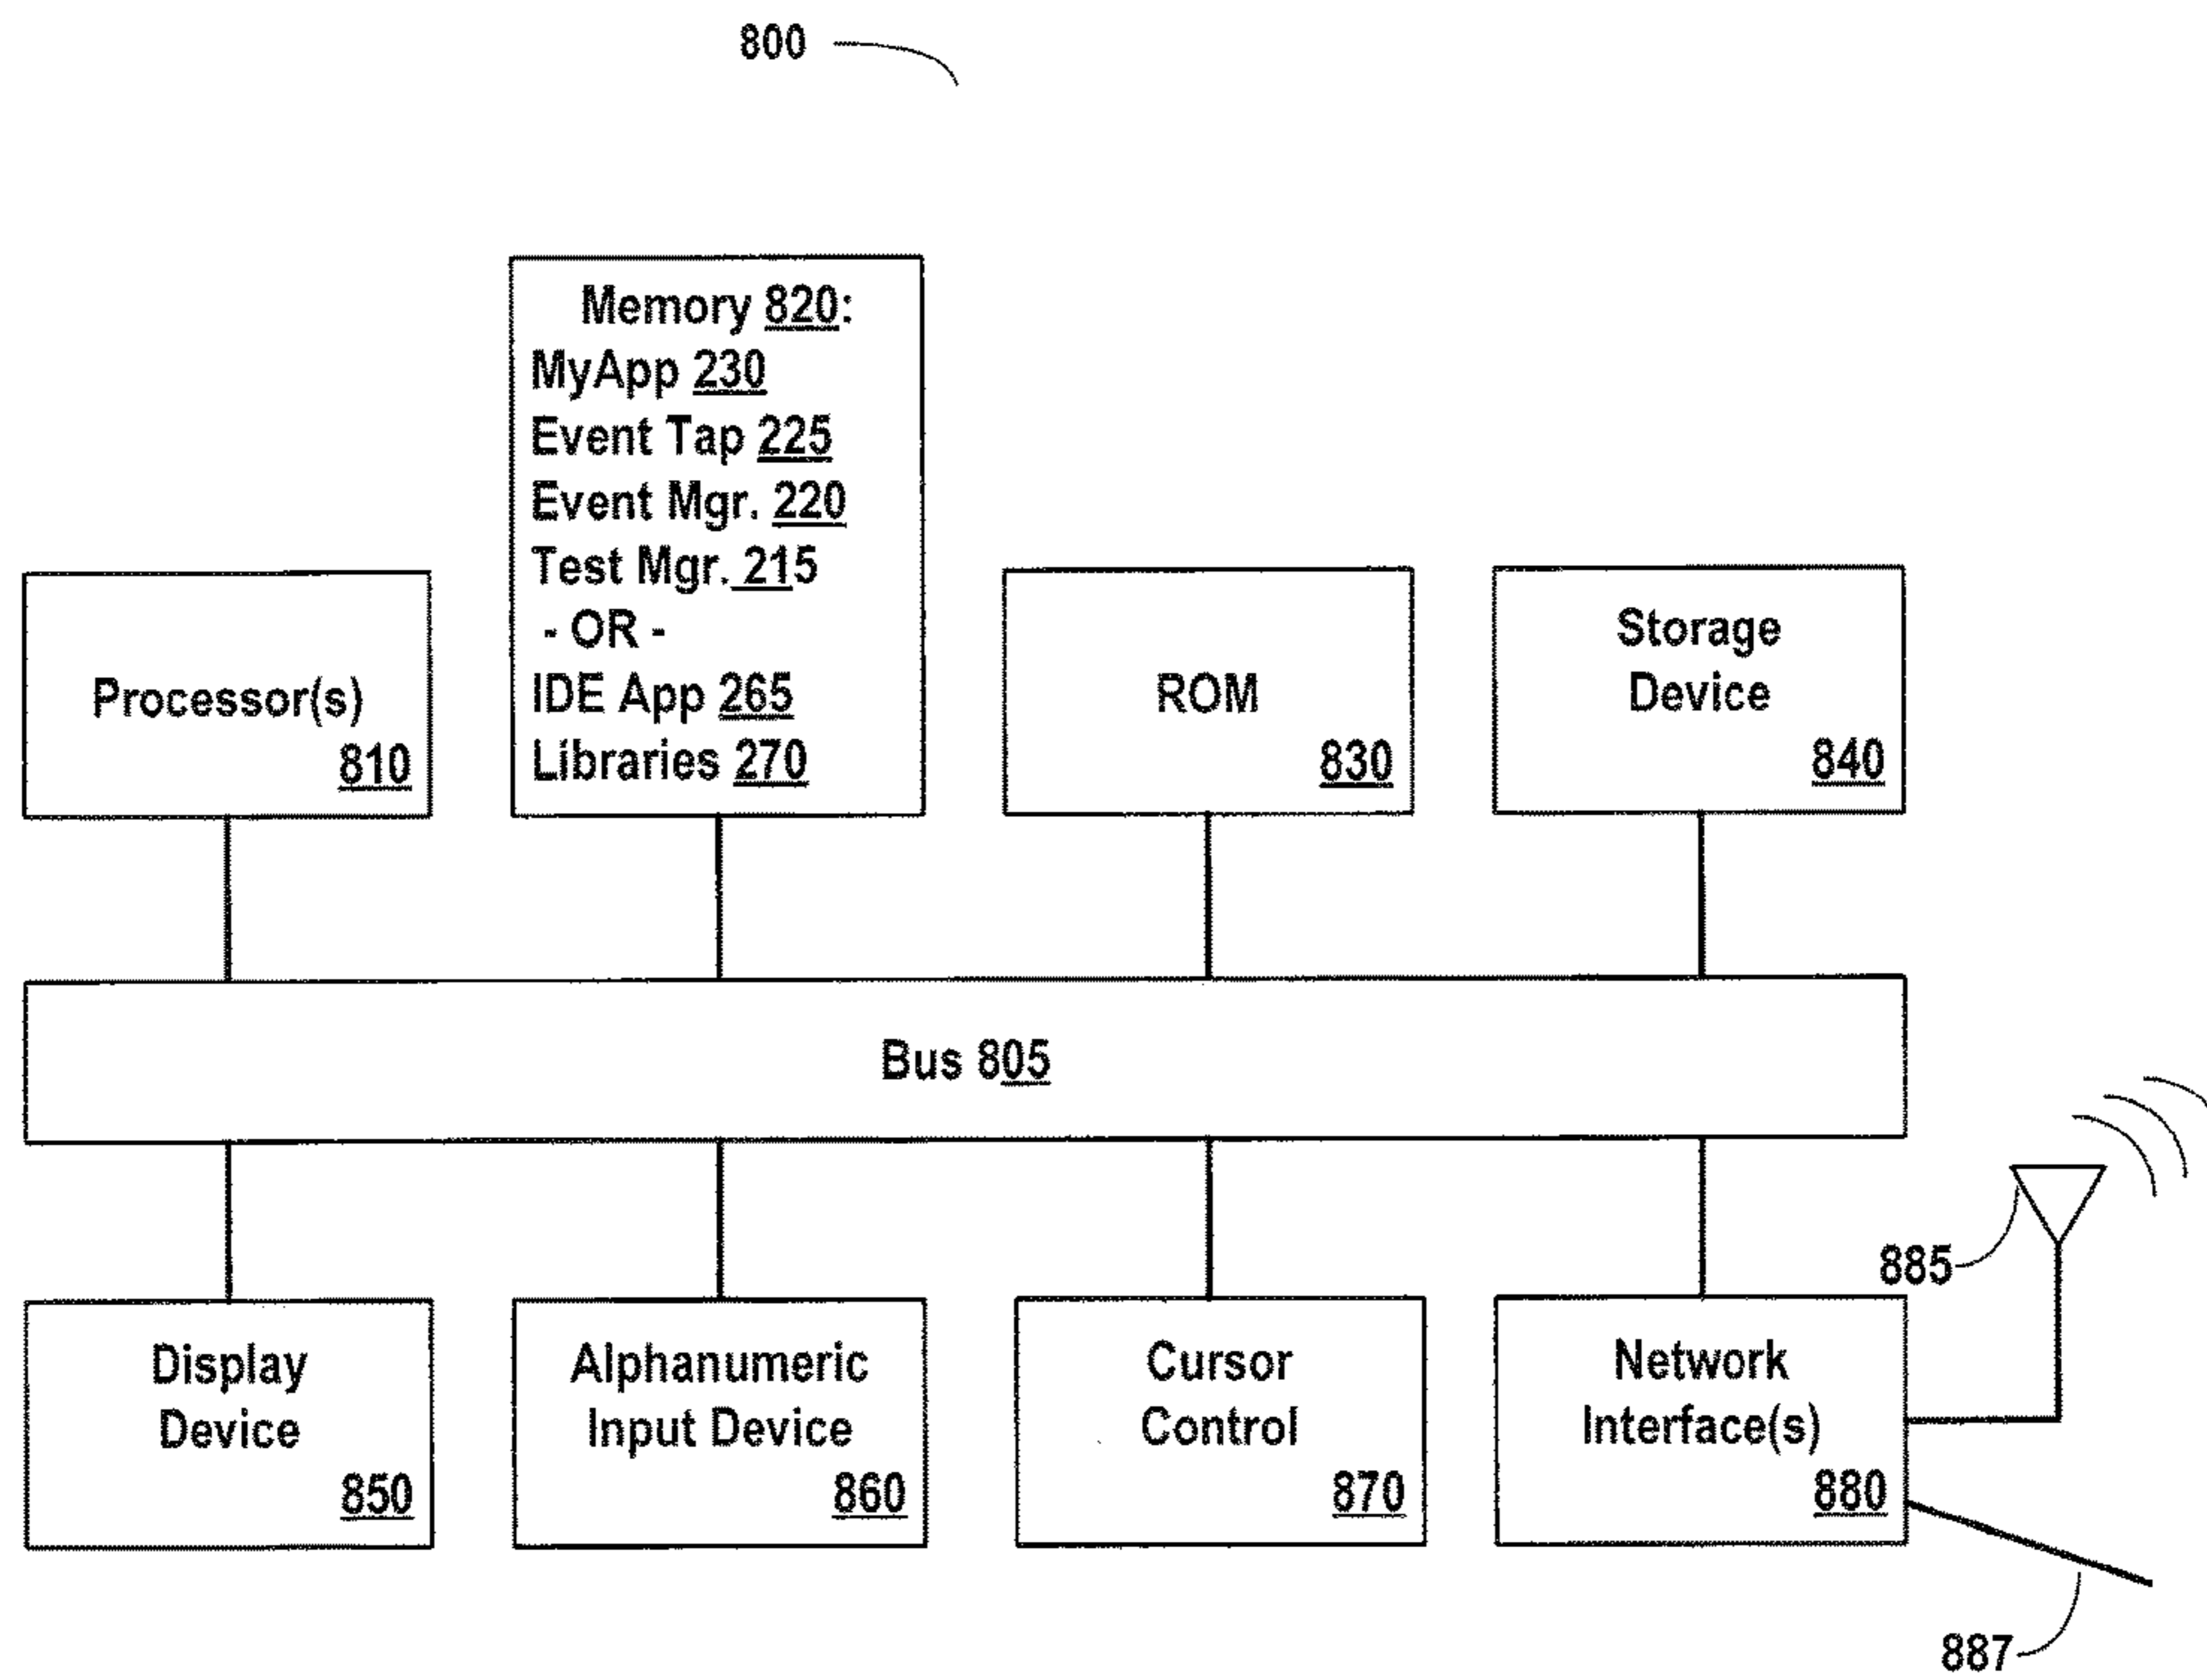 800
Memory 820:
MyApp 230
Event Tap 225
Event Mgr. 220
Test Mgr. 215
- OR -
IDE App 265
Libraries 270
Processor(s)
810
ROM
830
Storage
Device
840
Bus 805
885
Display
Device
850
Alphanumeric
Input Device
860
Cursor
Control
870
Network
Interface(s)
880
887